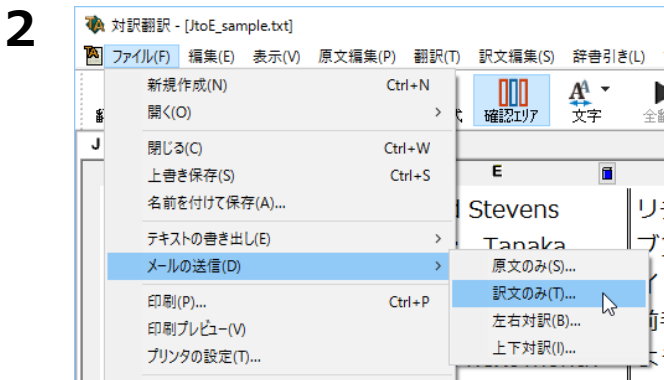 2
対訳翻訳 - [JtoE_sample.txt]
ファイル(F) 編集(E) 表示(V) 原文編集(P) 翻訳(T) 訳文編集(S) 辞書引き(L)
新規作成(N) Ctrl+N
開く(O) >
確認エリア 文字
閉じる(C) Ctrl+W
J
上書き保存(S) Ctrl+S
E
名前を付けて保存(A)...
Stevens
テキストの書き出し(E) >
Tanaka
メールの送信(D) >
原文のみ(S)...
訳文のみ(T)...
印刷(P)... Ctrl+P
左右対訳(B)...
印刷プレビュー(V)
上下対訳(I)...
プリンタの設定(T)...